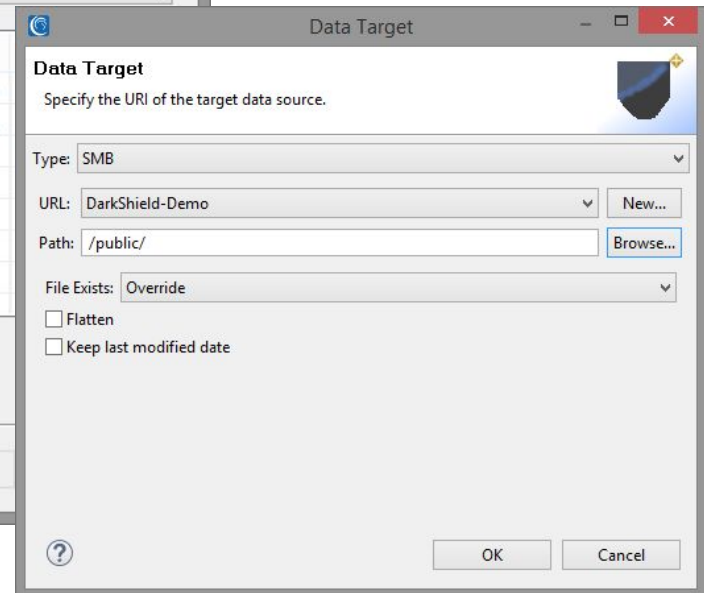 Data Target
Data Target
Specify the URI of the target data source.
Type: SMB
URL: DarkShield-Demo New...
Path: /public/ Browse...
File Exists: Override
Flatten
Keep last modified date
?
OK Cancel